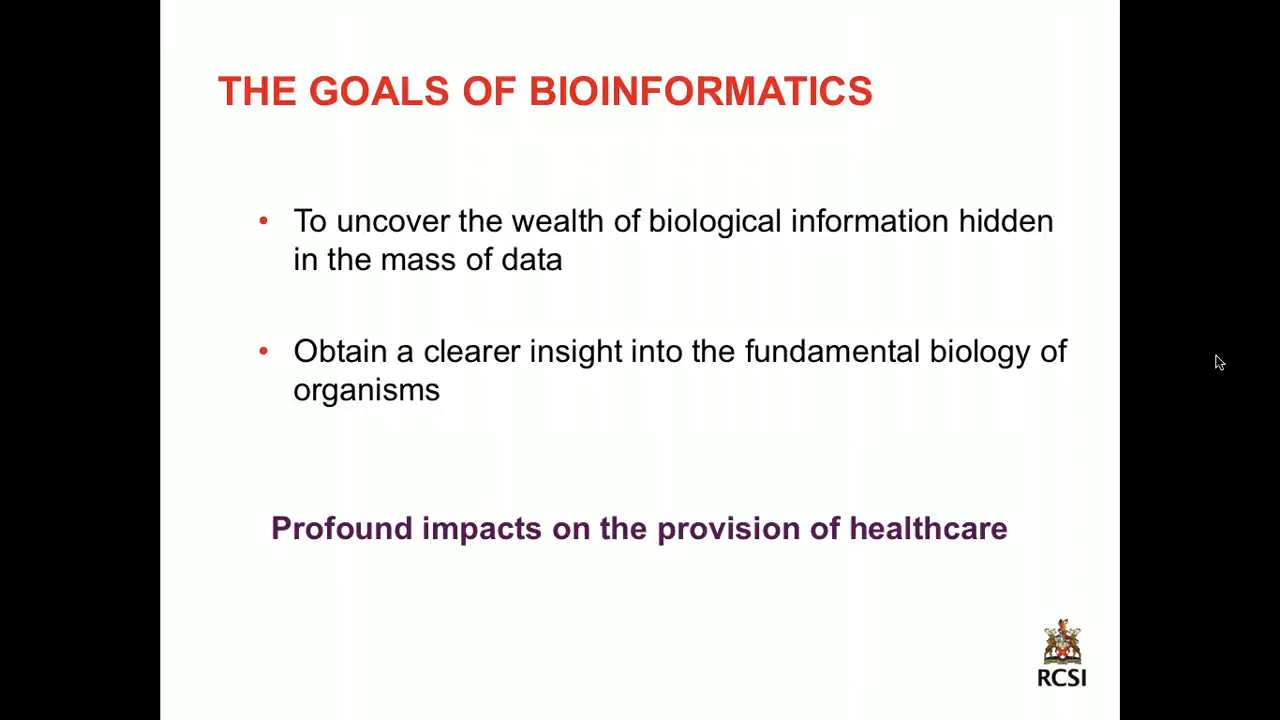 THE GOALS OF BIOINFORMATICS
• To uncover the wealth of biological information hidden
in the mass of data
• Obtain a clearer insight into the fundamental biology of
organisms
Profound impacts on the provision of healthcare
RCSI